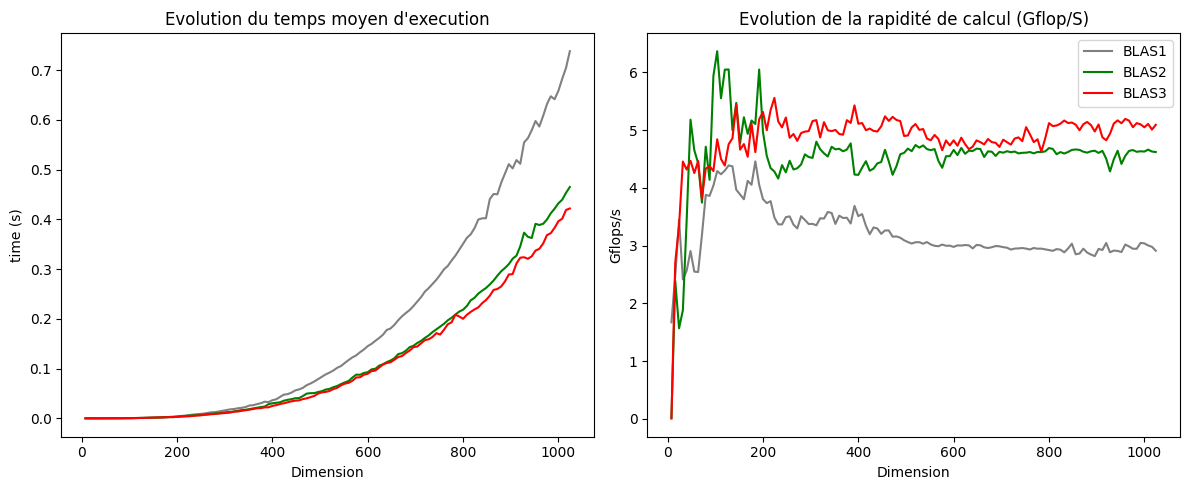 Evolution du temps moyen d'execution
time (s)
0.7
0.6
0.5
0.4
0.3
0.2
0.1
0.0
0 200 400 600 800 1000
Dimension
Evolution de la rapidité de calcul (Gflop/S)
Gflops/s
6
5
4
3
2
1
0
0 200 400 600 800 1000
Dimension
BLAS1
BLAS2
BLAS3